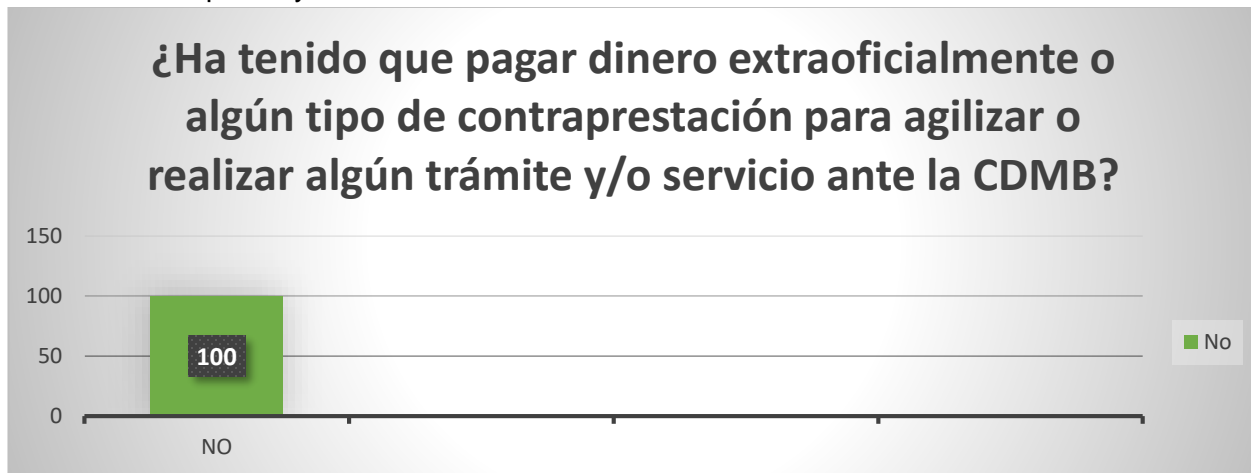 ¿Ha tenido que pagar dinero extraoficialmente o
algún tipo de contraprestación para agilizar o
realizar algún trámite y/o servicio ante la CDMB?
150
100
50
0
100
NO
No